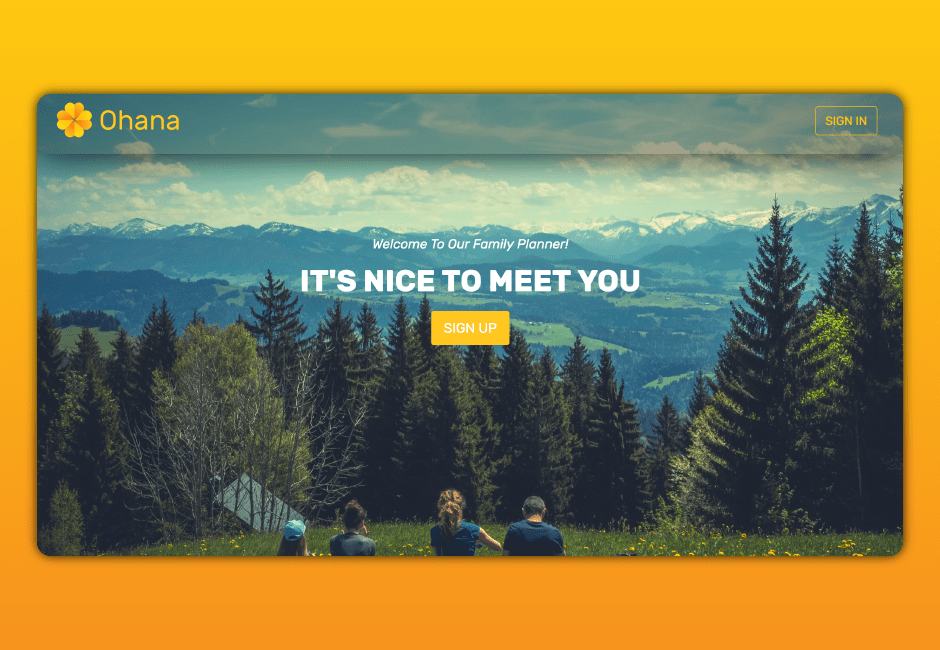 Ohana
SIGN IN
Welcome To Our Family Planner!
IT'S NICE TO MEET YOU
SIGN UP